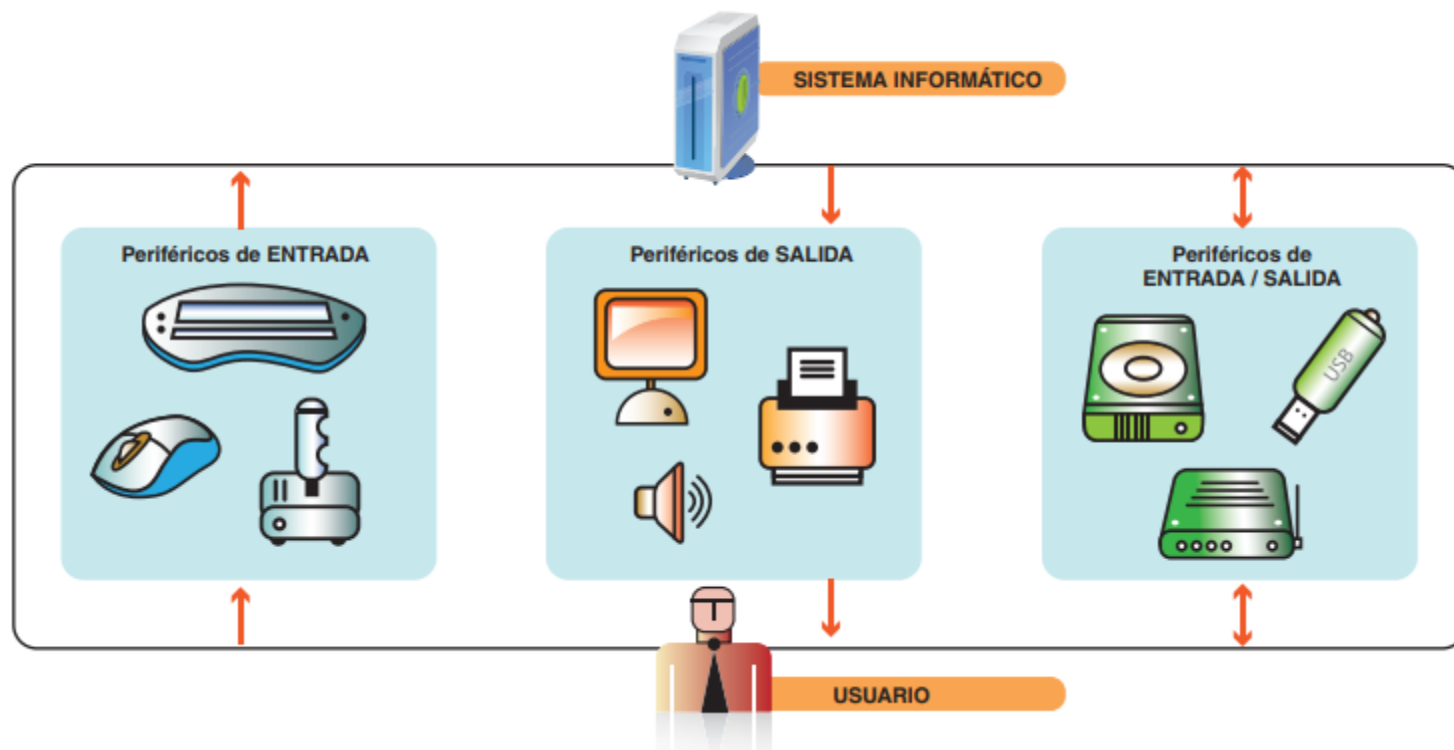 SISTEMA INFORMÁTICO
Periféricos de ENTRADA
Periféricos de SALIDA
Periféricos de
ENTRADA / SALIDA
USB
USUARIO